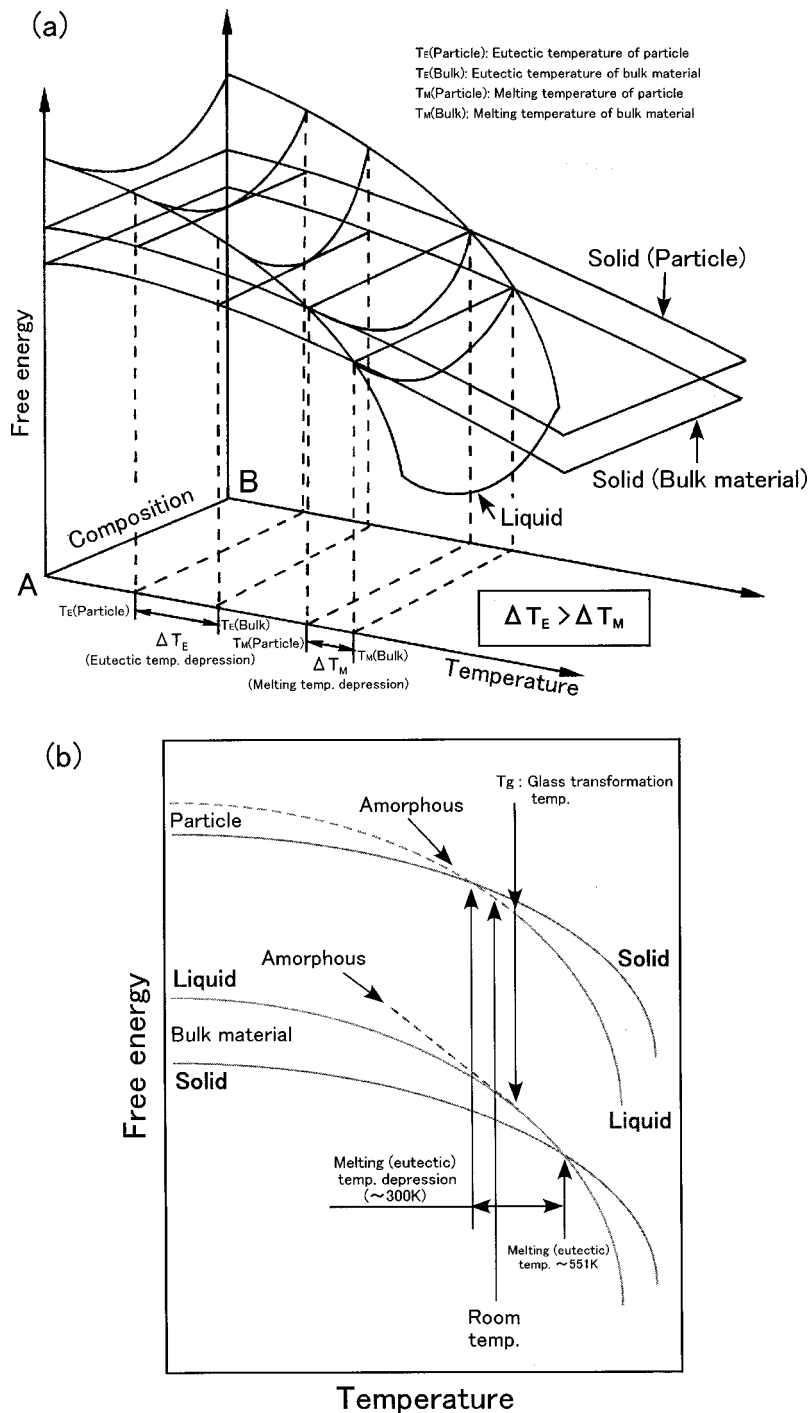 (a)
TE(Particle): Eutectic temperature of particle
TE(Bulk): Eutectic temperature of bulk material
TM(Particle): Melting temperature of particle
TM(Bulk): Melting temperature of bulk material
Free energy
Solid (Particle)
Solid (Bulk material)
Liquid
B
Composition
A
TE(Particle)
TE(Bulk)
ΔTE
(Eutectic temp. depression)
TM(Particle)
TM(Bulk)
ΔTM
(Melting temp. depression)
Temperature
ΔTE > ΔTM
(b)
Tg : Glass transformation
temp.
Amorphous
Particle
Solid
Amorphous
Liquid
Bulk material
Solid
Liquid
Free energy
Melting (eutectic)
temp. depression
(~300K)
Melting (eutectic)
temp. ~551K
Room
temp.
Temperature